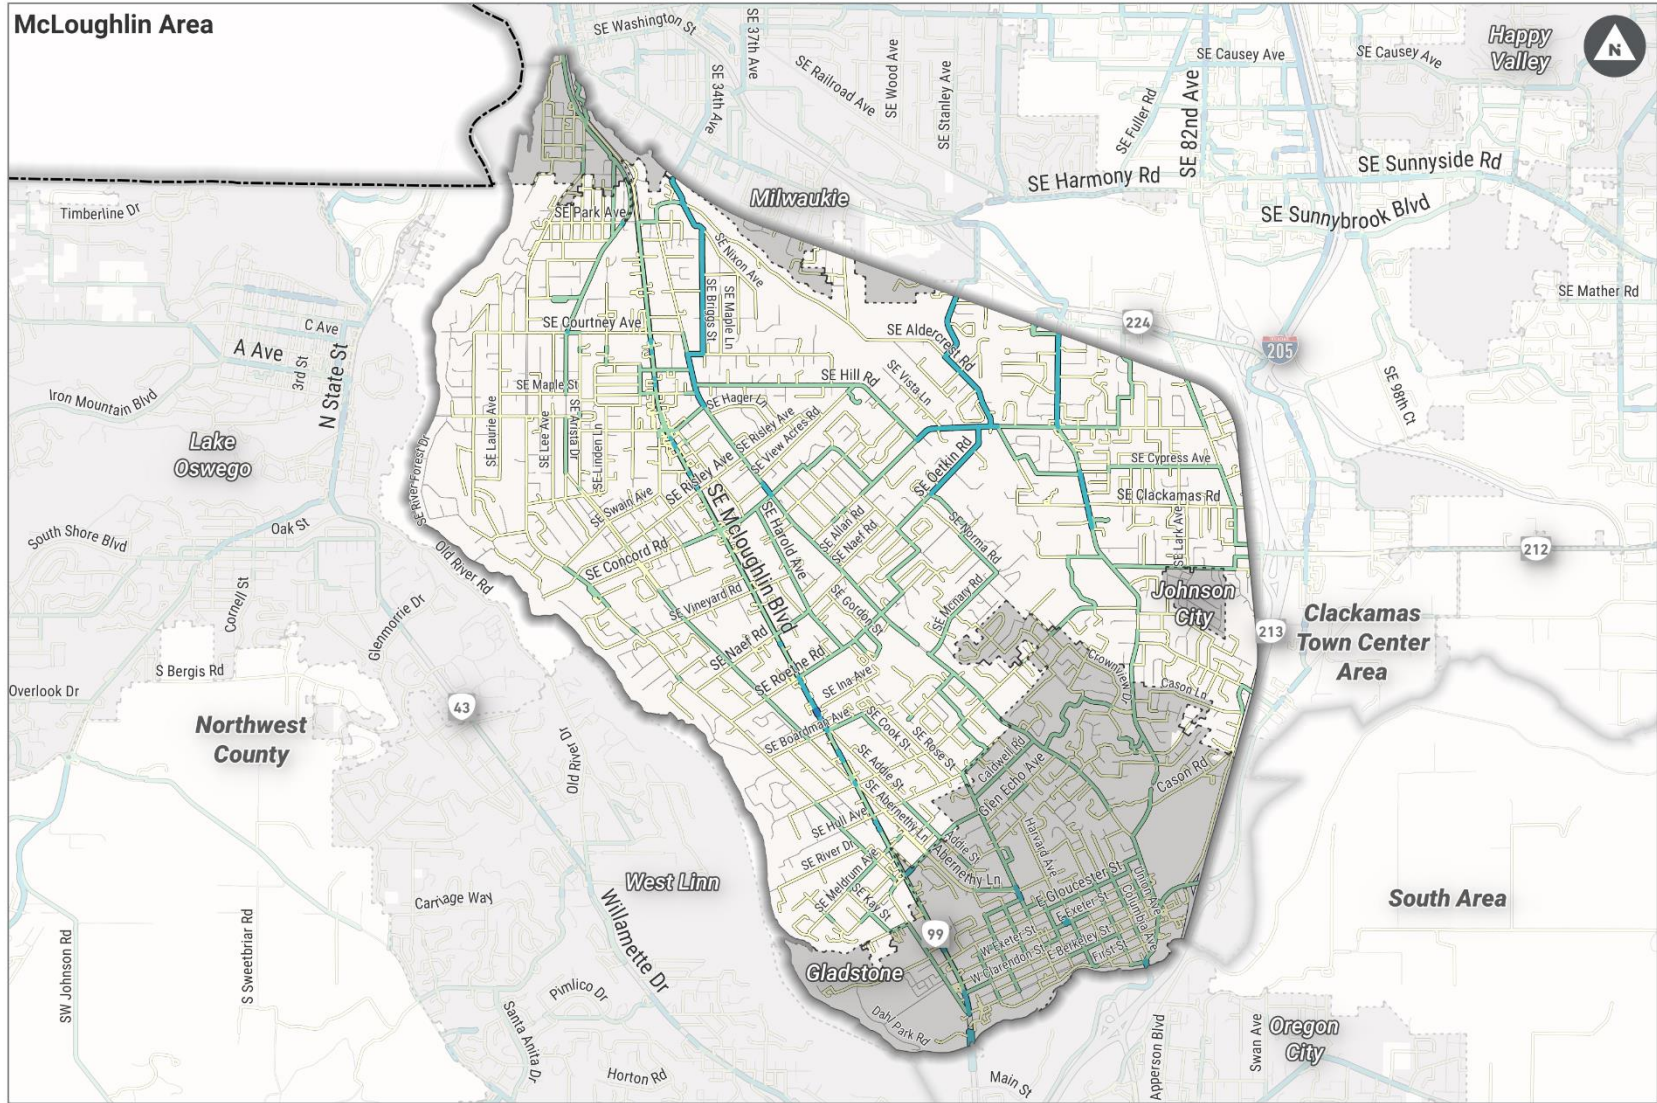 McLoughlin Area
SE Washington St
SE 37th Ave
SE 34th Ave
SE Railroad Ave
SE Wood Ave
SE Stanley Ave
SE Fuller Rd
SE 82nd Ave
SE Causey Ave
SE Causey Ave
Happy
Valley
N
SE Harmony Rd
SE Sunnyside Rd
SE Sunnybrook Blvd
Milwaukie
Timberline Dr
SE Park Ave
SE Nixon Ave
SE Mather Rd
C Ave
A Ave
3rd St
N State St
SE Courtney Ave
SE Briggs St
SE Maple Ln
SE Aldercrest Rd
224
205
Iron Mountain Blvd
SE Maple St
SE Hill Rd
SE Vista Ln
SE 98th Ct
Lake
Oswego
SE Laurie Ave
SE Lee Ave
SE Arista Dr
SE Linden Ln
SE Hager Ln
SE Risley Ave
SE View Acres Rd
SE Risley Ave
SE Oetkin Rd
SE Cypress Ave
SE River Forest Dr
SE Swain Ave
SE Clackamas Rd
South Shore Blvd
Oak St
SE Mcloughlin Blvd
SE Harold Ave
SE Allan Rd
SE Naef Rd
SE Norma Rd
SE Lark Ave
212
Cornell St
Old River Rd
SE Concord Rd
SE Vineyard Rd
SE Gordon St
SE Mcnary Rd
Johnson
City
Glenmorrie Dr
S Bergis Rd
SE Naef Rd
213
Clackamas
Town Center
Area
Overlook Dr
SE Roethe Rd
SE Ina Ave
Crownview Dr
Cason Ln
43
Northwest
County
Old River Dr
SE Boardman Ave
SE Cook St
SE Rose St
Caldwell Rd
Glen Echo Ave
Cason Rd
SE Addie St
SE Abernethy Ln
SE Hull Ave
Addie St
Harvard Ave
SE River Dr
Abernethy Ln
SE Meldrum Ave
SE Kay St
E Gloucester St
Union Ave
Columbia Ave
West Linn
South Area
Carriage Way
E Exeter St
W Exeter St
E Berkeley St
99
W Clarendon St
First St
SW Johnson Rd
S Sweetbriar Rd
Willamette Dr
Gladstone
Pimlico Dr
Santa Anita Dr
Dahl Park Rd
Horton Rd
Main St
Apperson Blvd
Swan Ave
Oregon
City